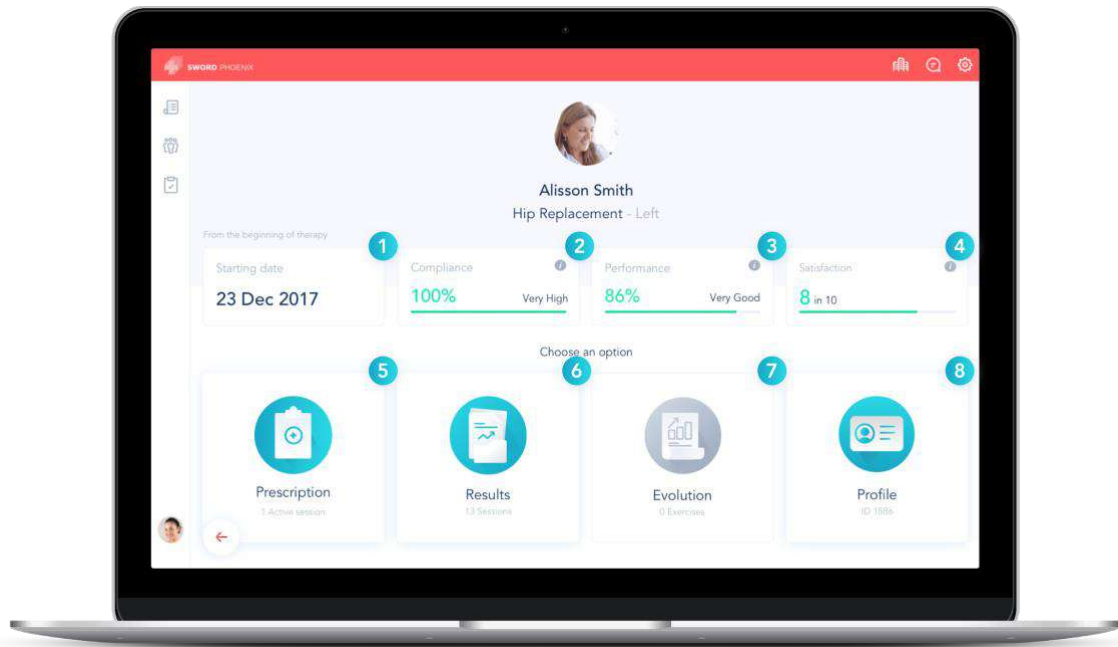 SWORD PHOENIX
Alisson Smith
Hip Replacement - Left
From the beginning of therapy
1
2
3
4
Starting date
Compliance
Performance
Satisfaction
23 Dec 2017
100%
Very High
86%
Very Good
8 in 10
Choose an option
5
6
7
8
Prescription
Results
Evolution
Profile
1 Active session
13 Sessions
0 Exercises
ID 1586